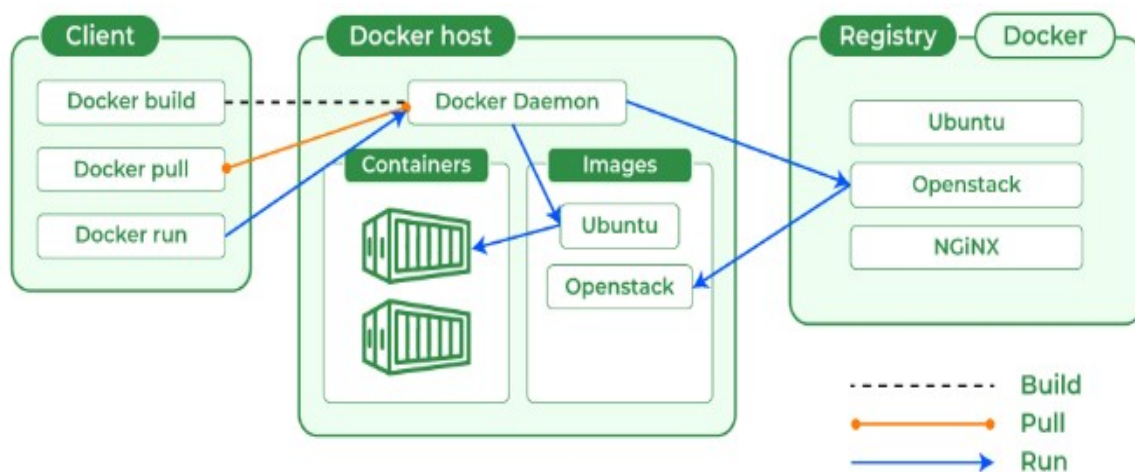 Client
Docker build
Docker pull
Docker run
Docker host
Docker Daemon
Containers
Images
Ubuntu
Openstack
Registry
Docker
Ubuntu
Openstack
NGiNX
Build
Pull
Run